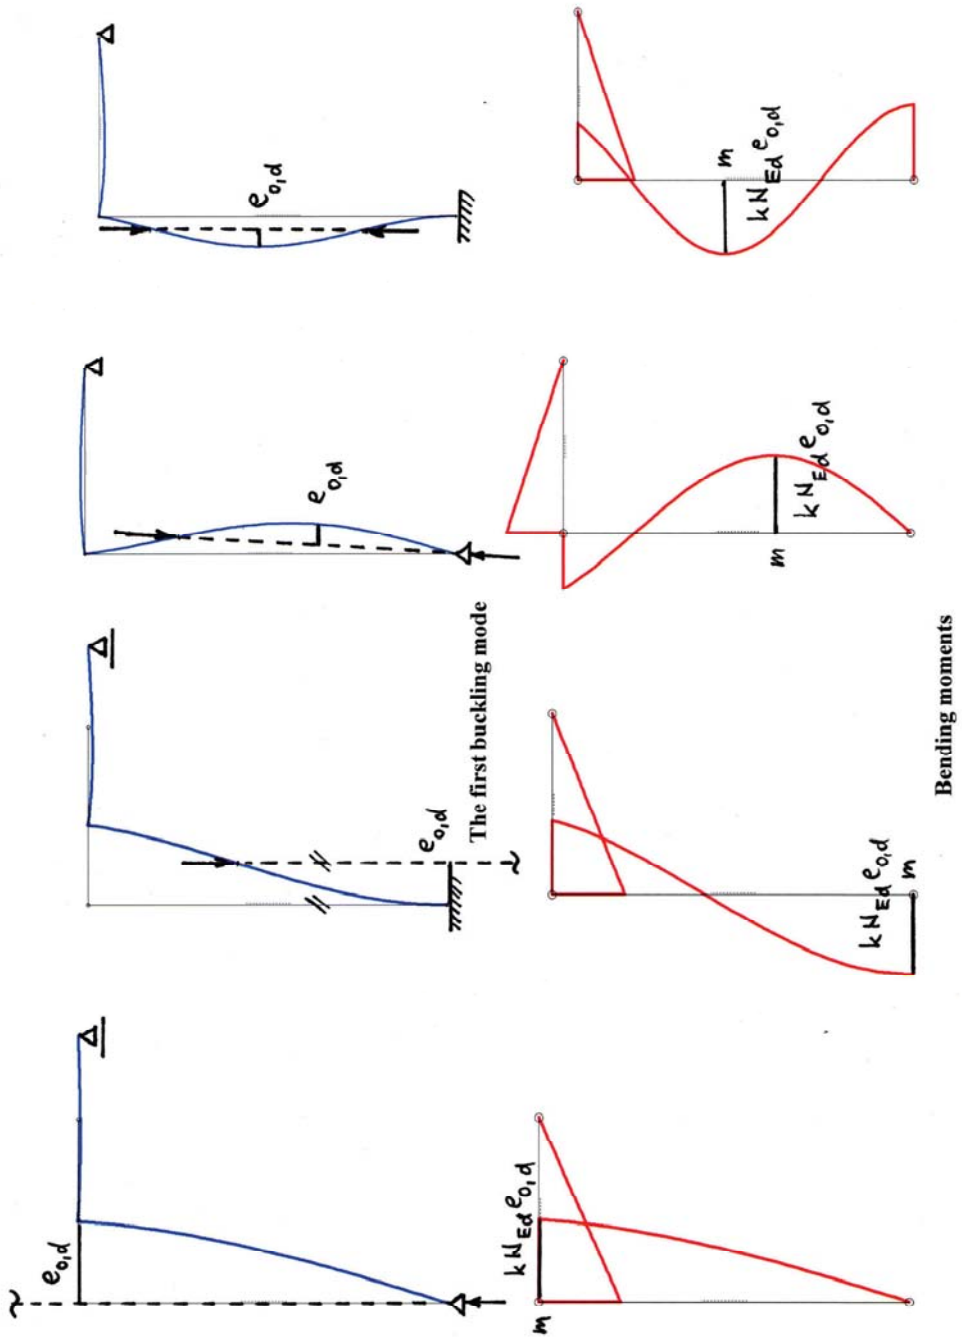 e0,d
e0,d
e0,d
e0,d
The first buckling mode
kNEd e0,d
m
kNEd e0,d
m
m
kNEd e0,d
m
kNEd e0,d
Bending moments